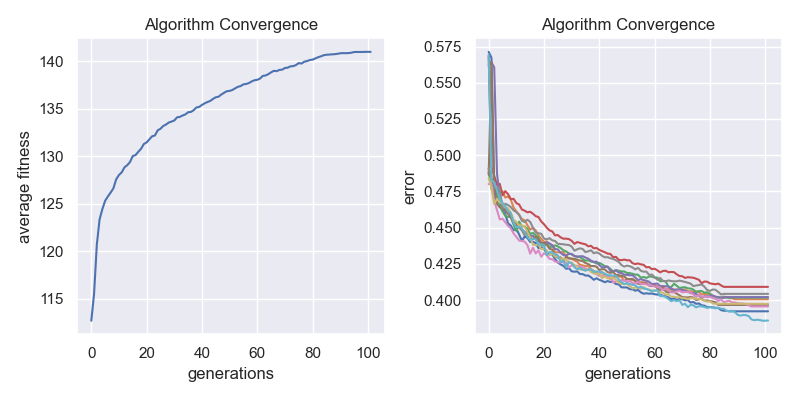 Algorithm Convergence
140
135
130
125
120
115
average fitness
0 20 40 60 80 100
generations
Algorithm Convergence
0.575
0.550
0.525
0.500
0.475
0.450
0.425
0.400
error
0 20 40 60 80 100
generations